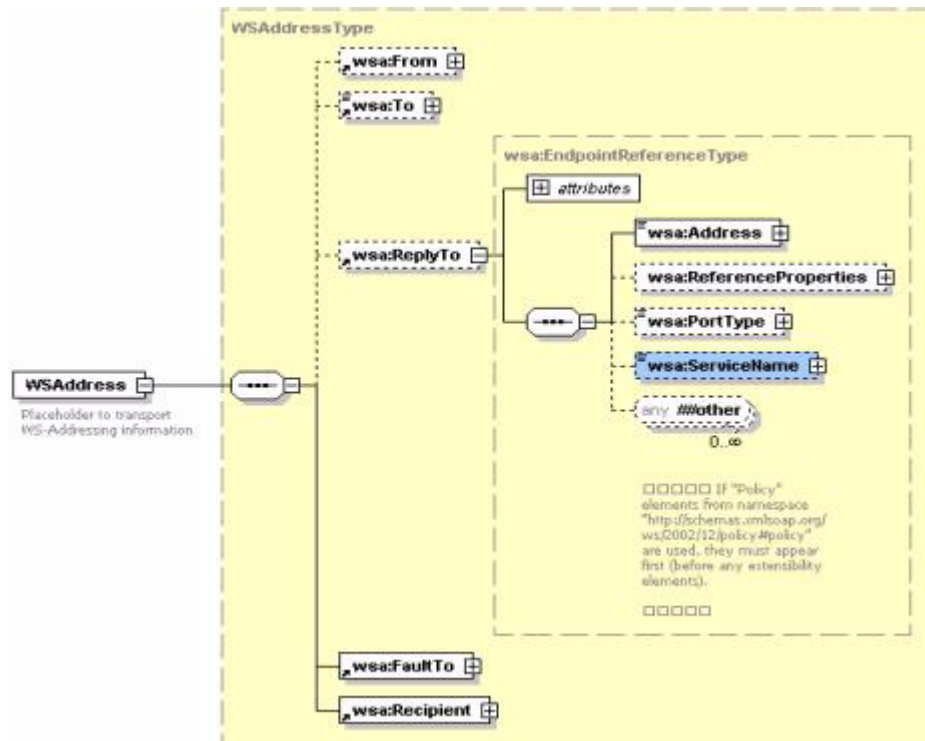 WSAddressType
wsa:From
wsa:To
wsa:EndpointReferenceType
attributes
wsa:Address
wsa:ReplyTo
wsa:ReferenceProperties
wsa:PortType
wsa:ServiceName
WSAddress
Placeholder to transport
WS-Addressing information
any ##other
0..∞
□□□□□ If "Policy"
elements from namespace
"http://schemas.xmlsoap.org/
ws/2002/12/policy#policy"
are used, they must appear
first (before any extensibility
elements).
□□□□□
wsa:FaultTo
wsa:Recipient